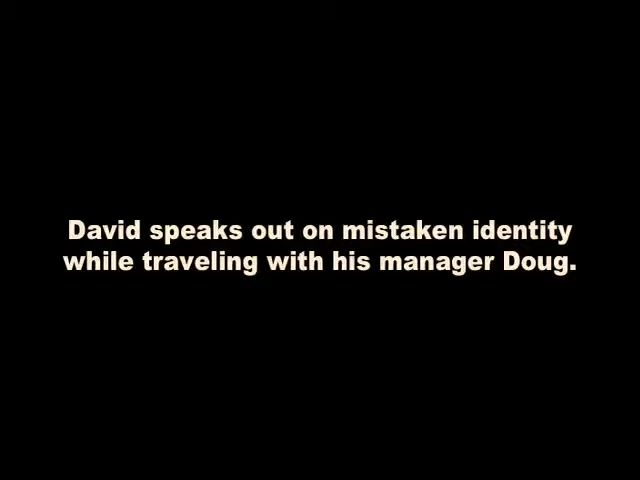 David speaks out on mistaken identity
while traveling with his manager Doug.